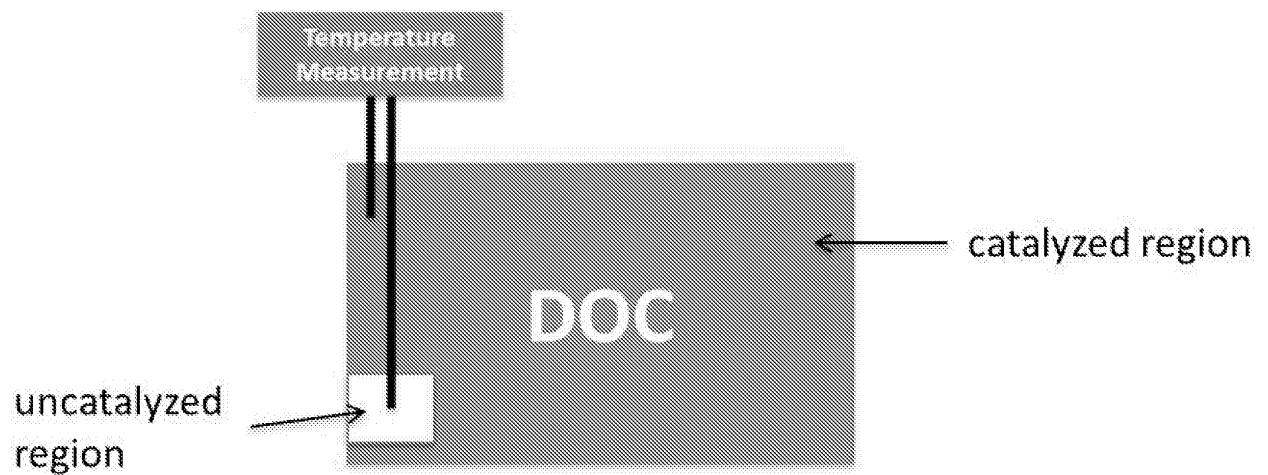 Temperature
Measurement
catalyzed region
DOC
uncatalyzed
region